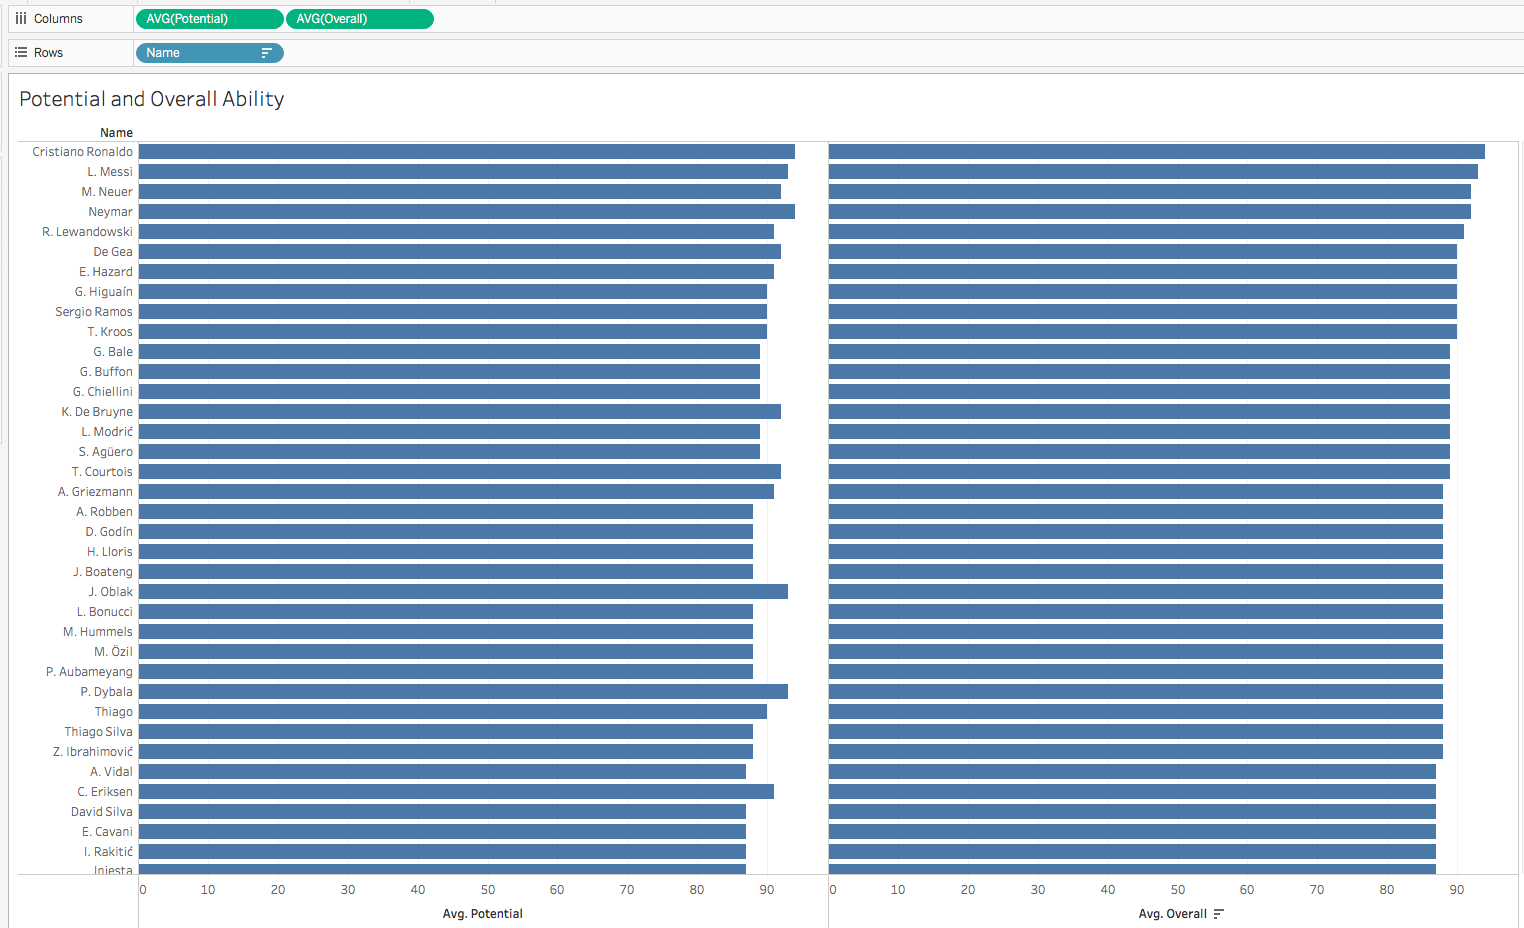 Columns AVG(Potential) AVG(Overall)
Rows Name
Potential and Overall Ability
Name
Cristiano Ronaldo
L. Messi
M. Neuer
Neymar
R. Lewandowski
De Gea
E. Hazard
G. Higuaín
Sergio Ramos
T. Kroos
G. Bale
G. Buffon
G. Chiellini
K. De Bruyne
L. Modrić
S. Agüero
T. Courtois
A. Griezmann
A. Robben
D. Godín
H. Lloris
J. Boateng
J. Oblak
L. Bonucci
M. Hummels
M. Özil
P. Aubameyang
P. Dybala
Thiago
Thiago Silva
Z. Ibrahimović
A. Vidal
C. Eriksen
David Silva
E. Cavani
I. Rakitić
Iniesta
0 10 20 30 40 50 60 70 80 90 0 10 20 30 40 50 60 70 80 90
Avg. Potential Avg. Overall